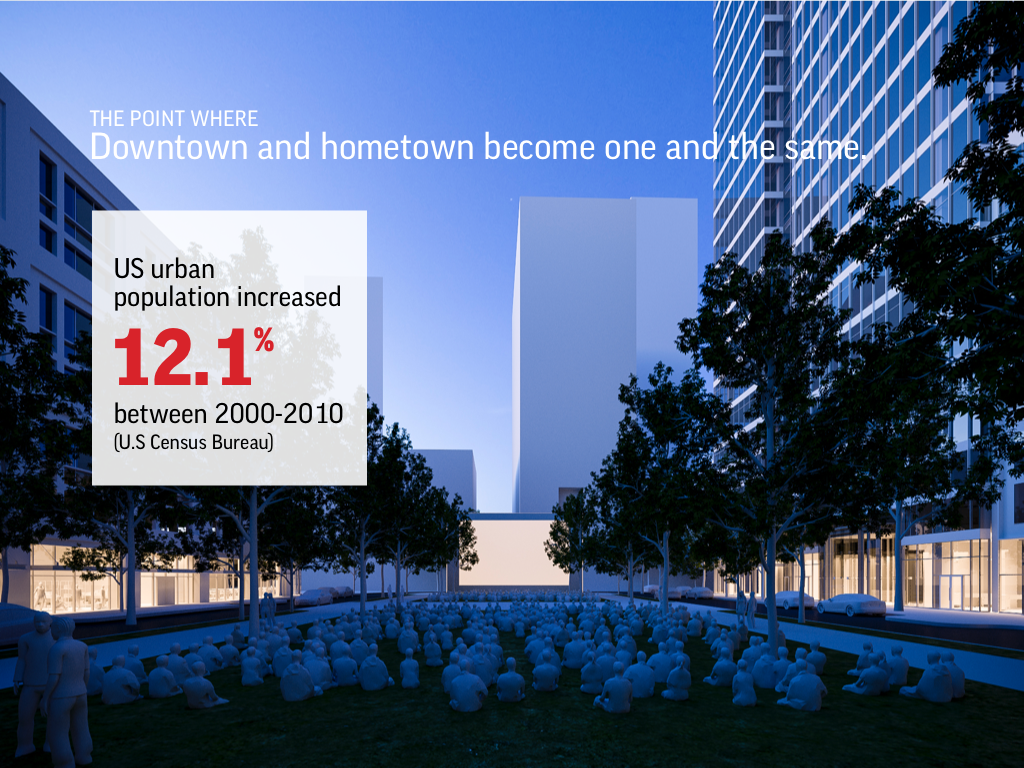 THE POINT WHERE
Downtown and hometown become one and the same.
US urban
population increased
12.1%
between 2000-2010
(U.S Census Bureau)